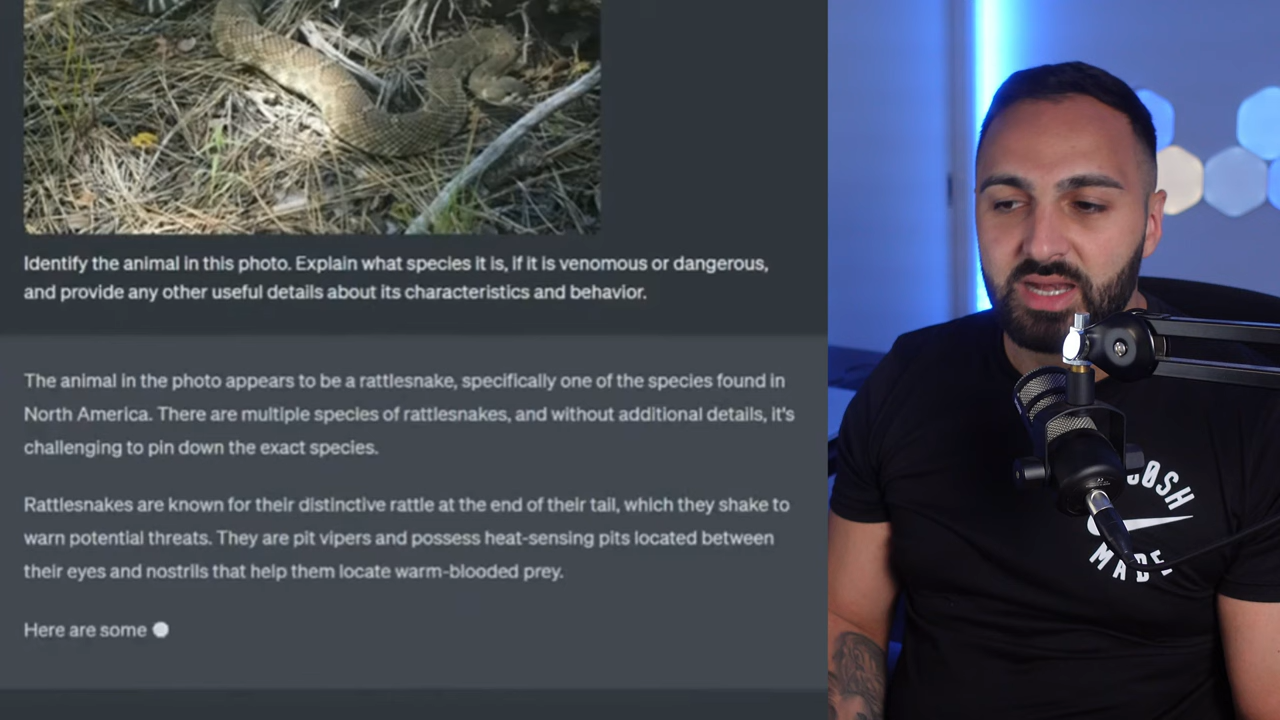 Identify the animal in this photo. Explain what species it is, if it is venomous or dangerous,
and provide any other useful details about its characteristics and behavior.
The animal in the photo appears to be a rattlesnake, specifically one of the species found in
North America. There are multiple species of rattlesnakes, and without additional details, it's
challenging to pin down the exact species.
Rattlesnakes are known for their distinctive rattle at the end of their tail, which they shake to
warn potential threats. They are pit vipers and possess heat-sensing pits located between
their eyes and nostrils that help them locate warm-blooded prey.
Here are some
MADE